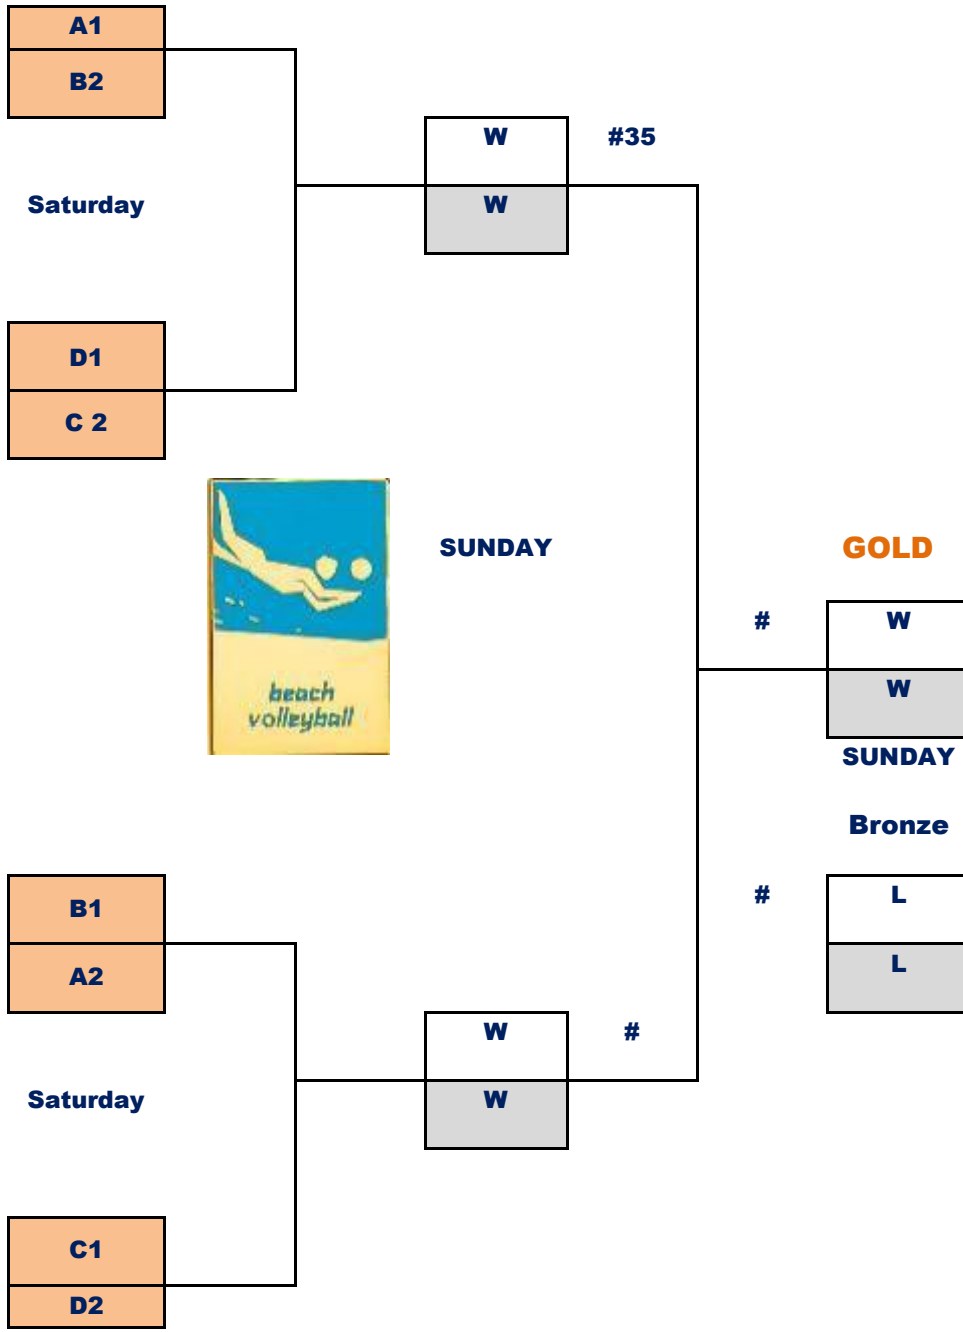 A1
B2
W #35
Saturday W
D1
C 2
SUNDAY GOLD
# W
beach
volleyball
W
SUNDAY
Bronze
B1 # L
A2 L
W #
Saturday W
C1
D2